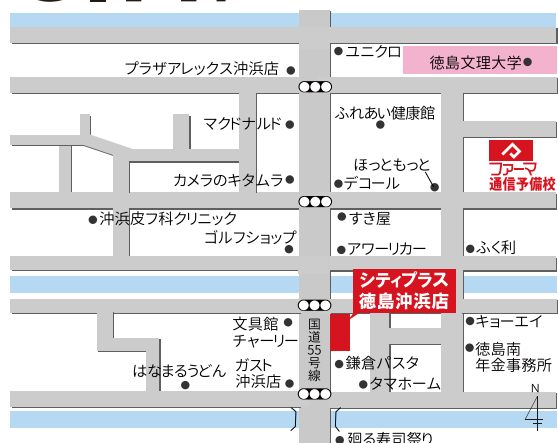 ユニクロ
徳島文理大学
プラザアレックス沖浜店
マクドナルド
ふれあい健康館
ファーマ
通信予備校
ほっともっと
カメラのキタムラ
デコール
沖浜皮フ科クリニック
すき屋
ゴルフショップ
アワーリカー
ふく利
シティプラス
徳島沖浜店
文具館
チャーリー
国道55号線
キョーエイ
徳島南
年金事務所
はなまるうどん
ガスト
沖浜店
鎌倉パスタ
タマホーム
N
廻る寿司祭り